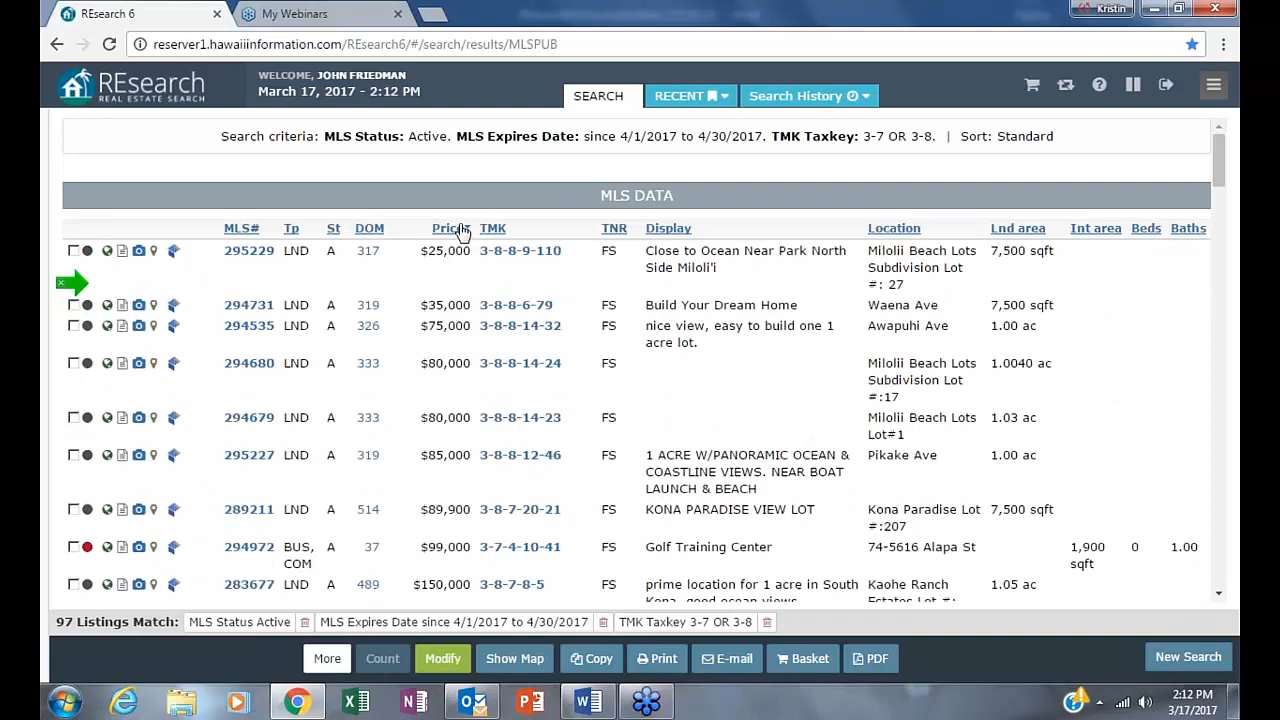 REsearch 6
My Webinars
Kristin
reserver1.hawaiiinformation.com/REsearch6/#/search/results/MLSPUB
REsearch
REAL ESTATE SEARCH
WELCOME, JOHN FRIEDMAN
March 17, 2017 - 2:12 PM
SEARCH
RECENT
Search History
Search criteria: MLS Status: Active. MLS Expires Date: since 4/1/2017 to 4/30/2017. TMK Taxkey: 3-7 OR 3-8. | Sort: Standard
MLS DATA
MLS# Tp St DOM Price TMK TNR Display Location Lnd area Int area Beds Baths
295229 LND A 317 $25,000 3-8-8-9-110 FS Close to Ocean Near Park North Milolii Beach Lots 7,500 sqft
Side Miloli'i Subdivision Lot
#: 27
294731 LND A 319 $35,000 3-8-8-6-79 FS Build Your Dream Home Waena Ave 7,500 sqft
294535 LND A 326 $75,000 3-8-8-14-32 FS nice view, easy to build one 1 Awapuhi Ave 1.00 ac
acre lot.
294680 LND A 333 $80,000 3-8-8-14-24 FS Milolii Beach Lots 1.0040 ac
Subdivision Lot
#:17
294679 LND A 333 $80,000 3-8-8-14-23 FS Milolii Beach Lots 1.03 ac
Lot#1
295227 LND A 319 $85,000 3-8-8-12-46 FS 1 ACRE W/PANORAMIC OCEAN & Pikake Ave 1.00 ac
COASTLINE VIEWS. NEAR BOAT
LAUNCH & BEACH
289211 LND A 514 $89,900 3-8-7-20-21 FS KONA PARADISE VIEW LOT Kona Paradise Lot 7,500 sqft
#:207
294972 BUS, A 37 $99,000 3-7-4-10-41 FS Golf Training Center 74-5616 Alapa St 1,900 0 1.00
COM sqft
283677 LND A 489 $150,000 3-8-7-8-5 FS prime location for 1 acre in South Kaohe Ranch 1.05 ac
Kona, good ocean views Estates Lot #:
97 Listings Match: MLS Status Active MLS Expires Date since 4/1/2017 to 4/30/2017 TMK Taxkey 3-7 OR 3-8
More Count Modify Show Map Copy Print E-mail Basket PDF New Search
2:12 PM
3/17/2017